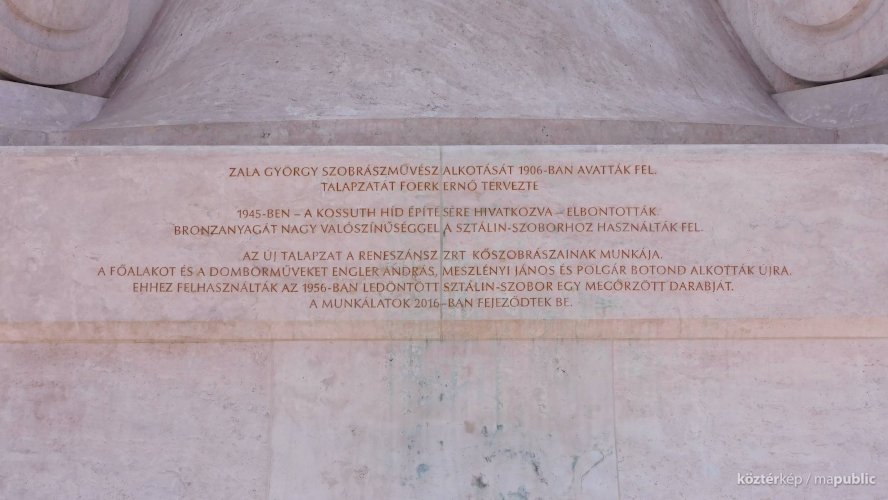 ZALA GYÖRGY SZOBRÁSZMŰVÉSZ ALKOTÁSÁT 1906-BAN AVATTÁK FEL.
TALAPZATÁT FOERK ERNŐ TERVEZTE
1945-BEN – A KOSSUTH HÍD ÉPÍTÉSÉRE HIVATKOZVA – ELBONTOTTÁK.
BRONZANYAGÁT NAGY VALÓSZÍNŰSÉGGEL A SZTÁLIN-SZOBORHOZ HASZNÁLTÁK FEL.
AZ ÚJ TALAPZAT A RENESZÁNSZ ZRT KŐSZOBRÁSZAINAK MUNKÁJA.
A FŐALAKOT ÉS A DOMBORMŰVEKET ENGLER ANDRÁS, MESZLÉNYI JÁNOS ÉS POLGÁR BOTOND ALKOTTÁK ÚJRA.
EHHEZ FELHASZNÁLTÁK AZ 1956-BAN LEDÖNTÖTT SZTÁLIN-SZOBOR EGY MEGŐRZÖTT DARABJÁT.
A MUNKÁLATOK 2016-BAN FEJEZŐDTEK BE.
köztérkép / mapublic